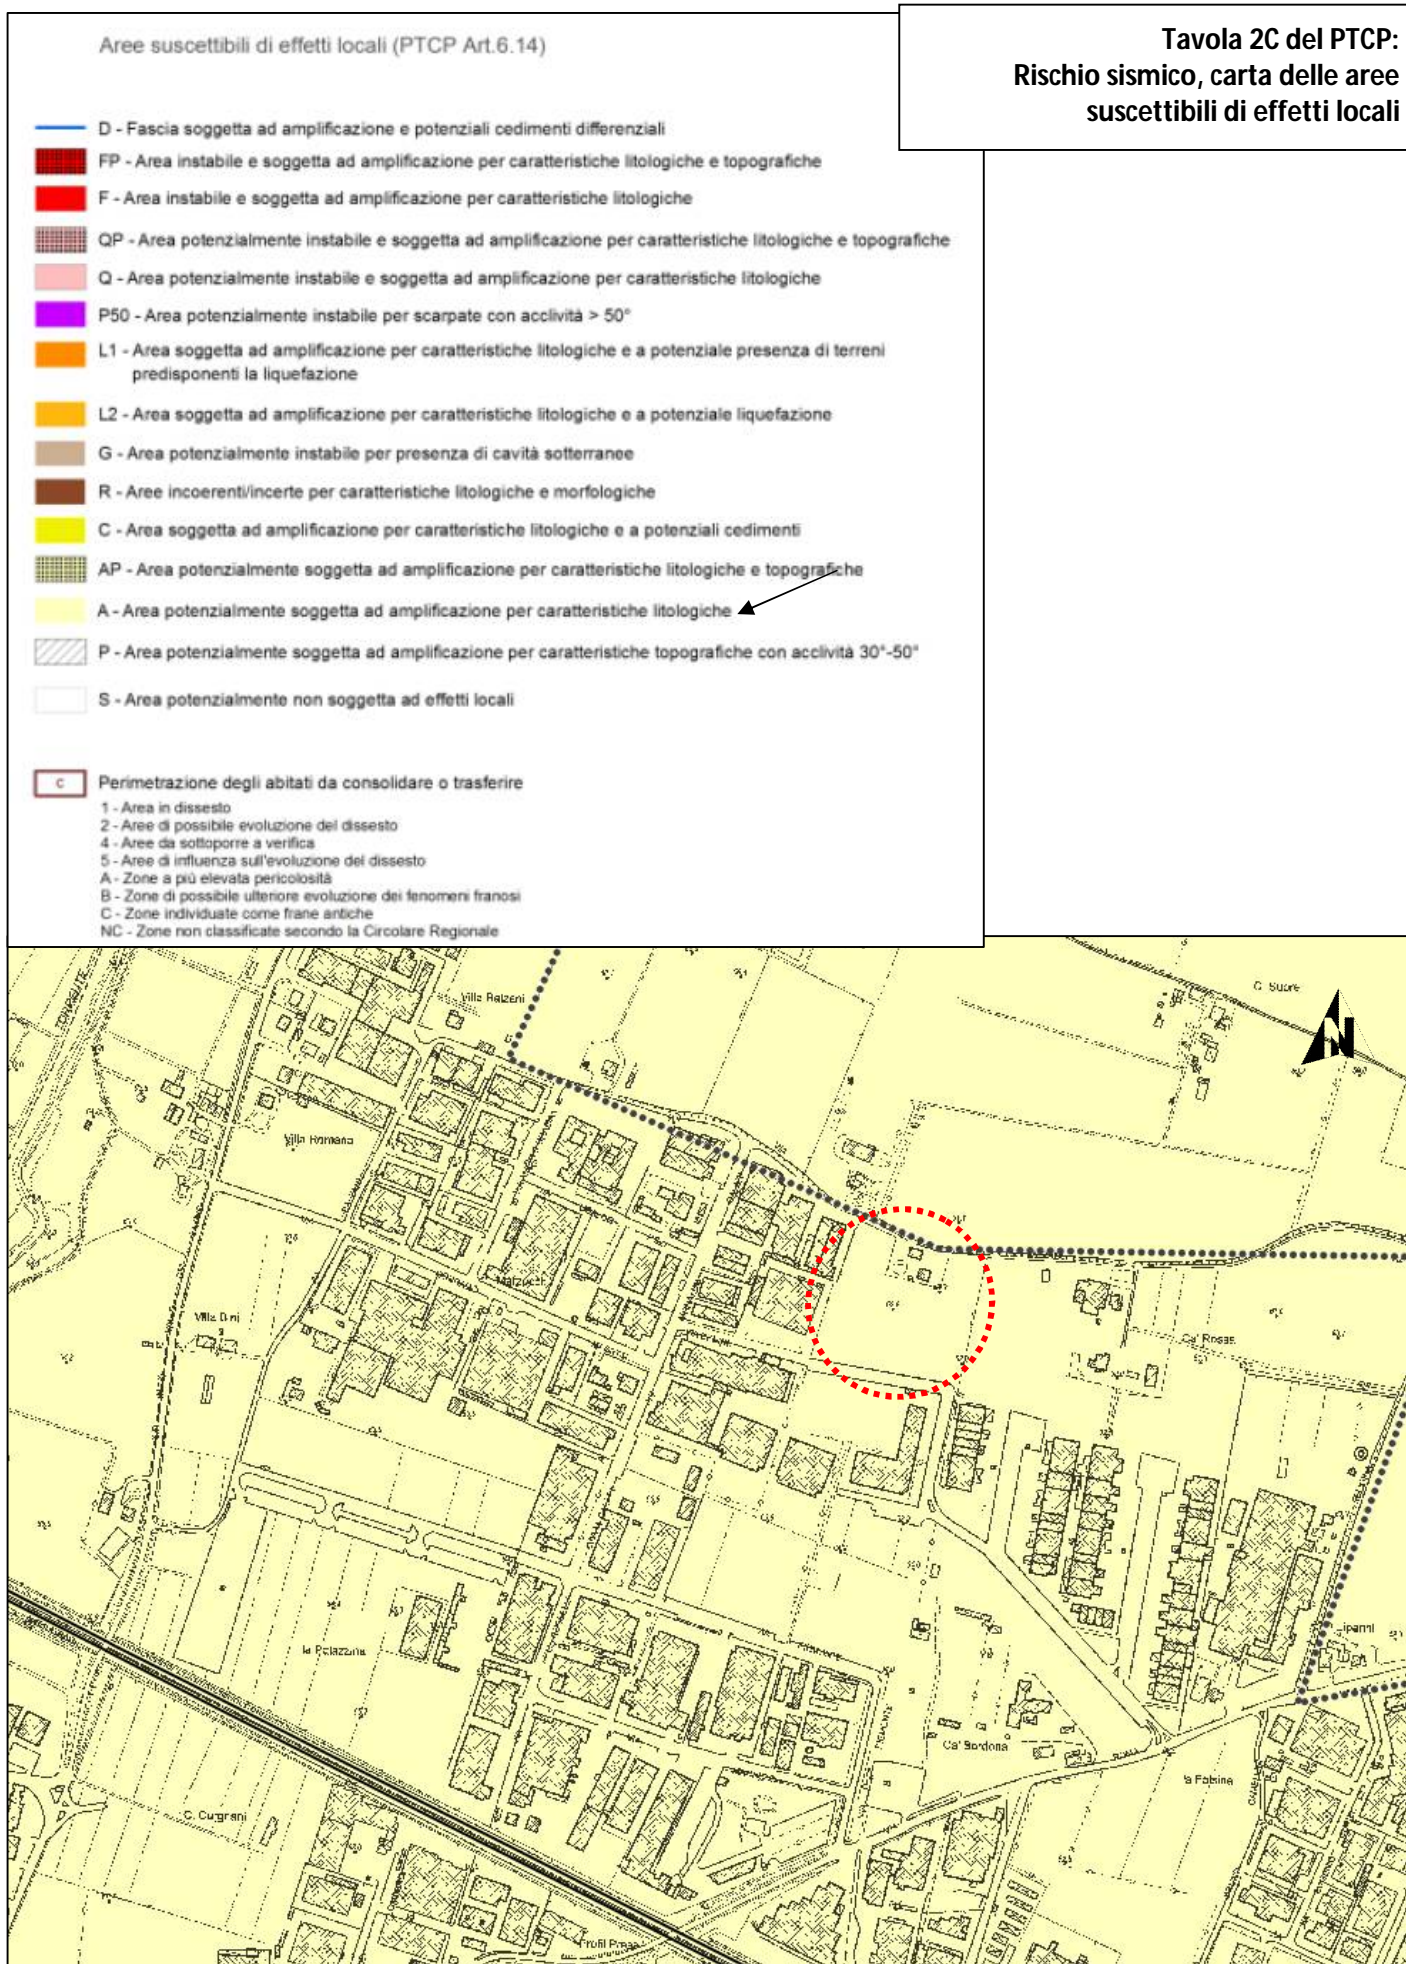 Aree suscettibili di effetti locali (PTCP Art.6.14)
Tavola 2C del PTCP:
Rischio sismico, carta delle aree
suscettibili di effetti locali
D - Fascia soggetta ad amplificazione e potenziali cedimenti differenziali
FP - Area instabile e soggetta ad amplificazione per caratteristiche litologiche e topografiche
F - Area instabile e soggetta ad amplificazione per caratteristiche litologiche
QP - Area potenzialmente instabile e soggetta ad amplificazione per caratteristiche litologiche e topografiche
Q - Area potenzialmente instabile e soggetta ad amplificazione per caratteristiche litologiche
P50 - Area potenzialmente instabile per scarpate con acclività > 50°
L1 - Area soggetta ad amplificazione per caratteristiche litologiche e a potenziale presenza di terreni
predisponenti la liquefazione
L2 - Area soggetta ad amplificazione per caratteristiche litologiche e a potenziale liquefazione
G - Area potenzialmente instabile per presenza di cavità sotterranee
R - Aree incoerenti/incerte per caratteristiche litologiche e morfologiche
C - Area soggetta ad amplificazione per caratteristiche litologiche e a potenziali cedimenti
AP - Area potenzialmente soggetta ad amplificazione per caratteristiche litologiche e topografiche
A - Area potenzialmente soggetta ad amplificazione per caratteristiche litologiche
P - Area potenzialmente soggetta ad amplificazione per caratteristiche topografiche con acclività 30°-50°
S - Area potenzialmente non soggetta ad effetti locali
C Perimetrazione degli abitati da consolidare o trasferire
1 - Area in dissesto
2 - Aree di possibile evoluzione del dissesto
4 - Aree da sottoporre a verifica
5 - Aree di influenza sull'evoluzione del dissesto
A - Zone a più elevata pericolosità
B - Zone di possibile ulteriore evoluzione dei fenomeni franosi
C - Zone individuate come frane antiche
NC - Zone non classificate secondo la Circolare Regionale
C. Suore
Villa Balzani
N
Villa Romana
Villa Dini
Ca' Rosas
la Palazzina
Ca' Bordona
la Falsina
C. Curgnani